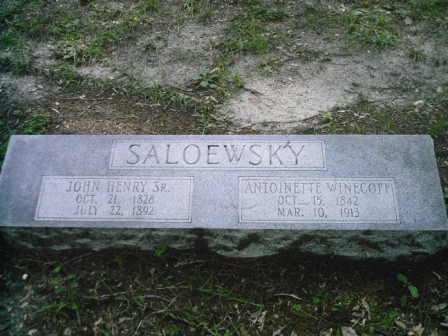 SALOEWSKY
JOHN HENRY SR.
OCT. 21, 1828
JULY 22, 1892
ANTOINETTE WINECOFF
OCT. 15, 1842
MAR. 10, 1913